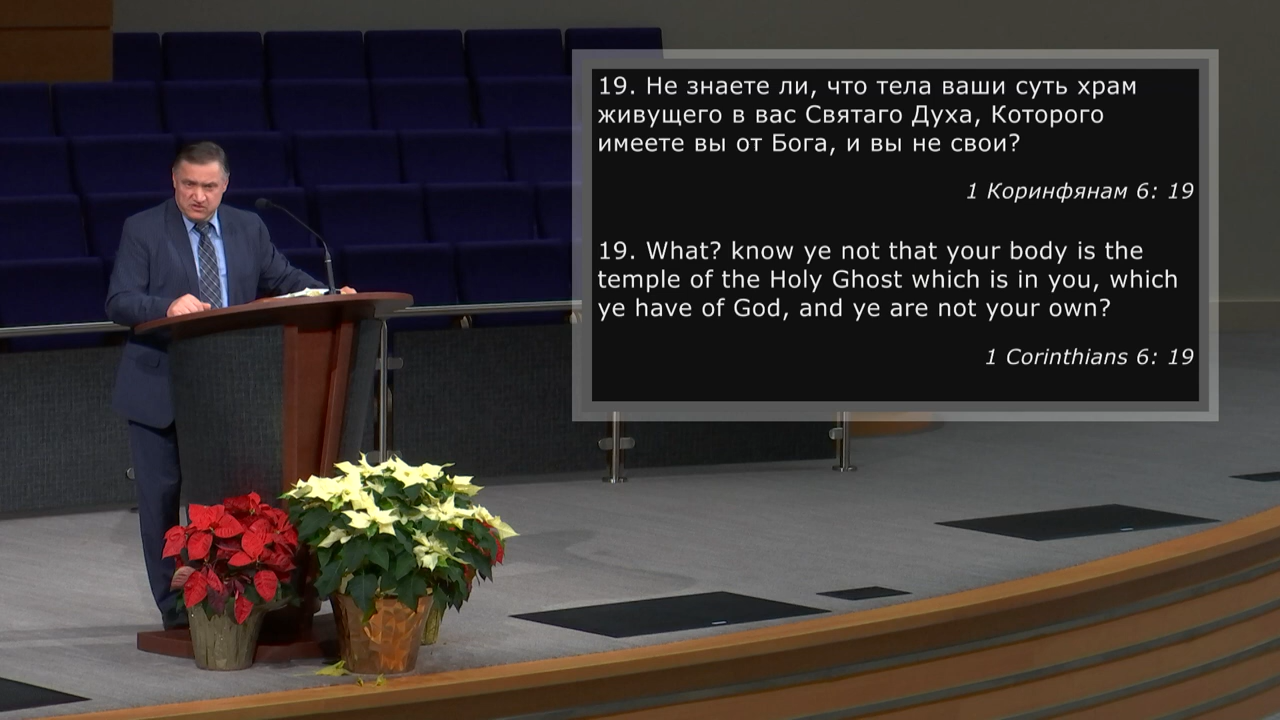 19. Не знаете ли, что тела ваши суть храм
живущего в вас Святаго Духа, Которого
имеете вы от Бога, и вы не свои?
1 Коринфянам 6: 19
19. What? know ye not that your body is the
temple of the Holy Ghost which is in you, which
ye have of God, and ye are not your own?
1 Corinthians 6: 19